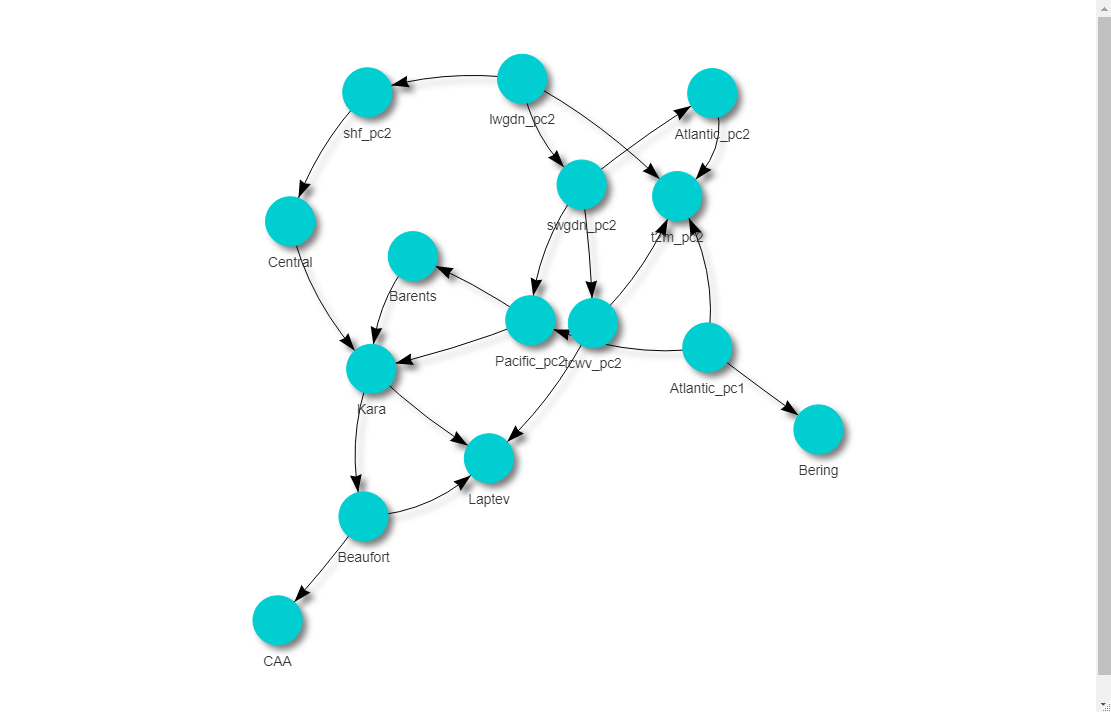 lwgdn_pc2
shf_pc2
Atlantic_pc2
swgdn_pc2
t2m_pc2
Central
Barents
Pacific_pc2
tcwv_pc2
Atlantic_pc1
Kara
Bering
Laptev
Beaufort
CAA